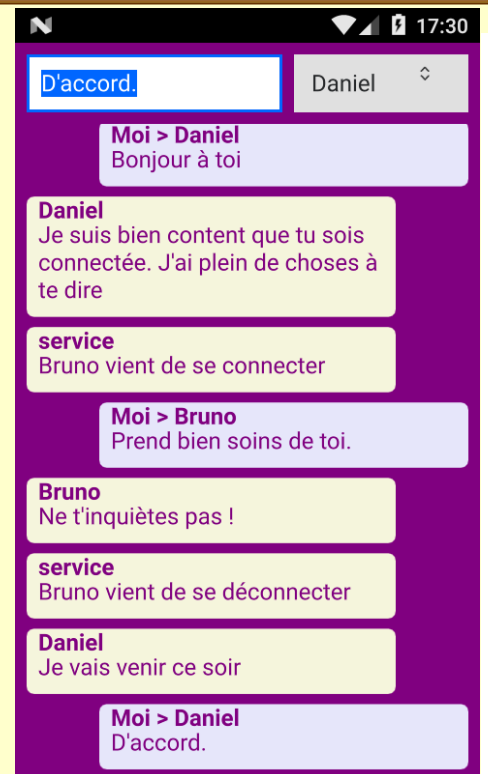 17:30
D'accord.
Daniel
Moi > Daniel
Bonjour à toi
Daniel
Je suis bien content que tu sois
connectée. J'ai plein de choses à
te dire
service
Bruno vient de se connecter
Moi > Bruno
Prend bien soins de toi.
Bruno
Ne t'inquiètes pas !
service
Bruno vient de se déconnecter
Daniel
Je vais venir ce soir
Moi > Daniel
D'accord.